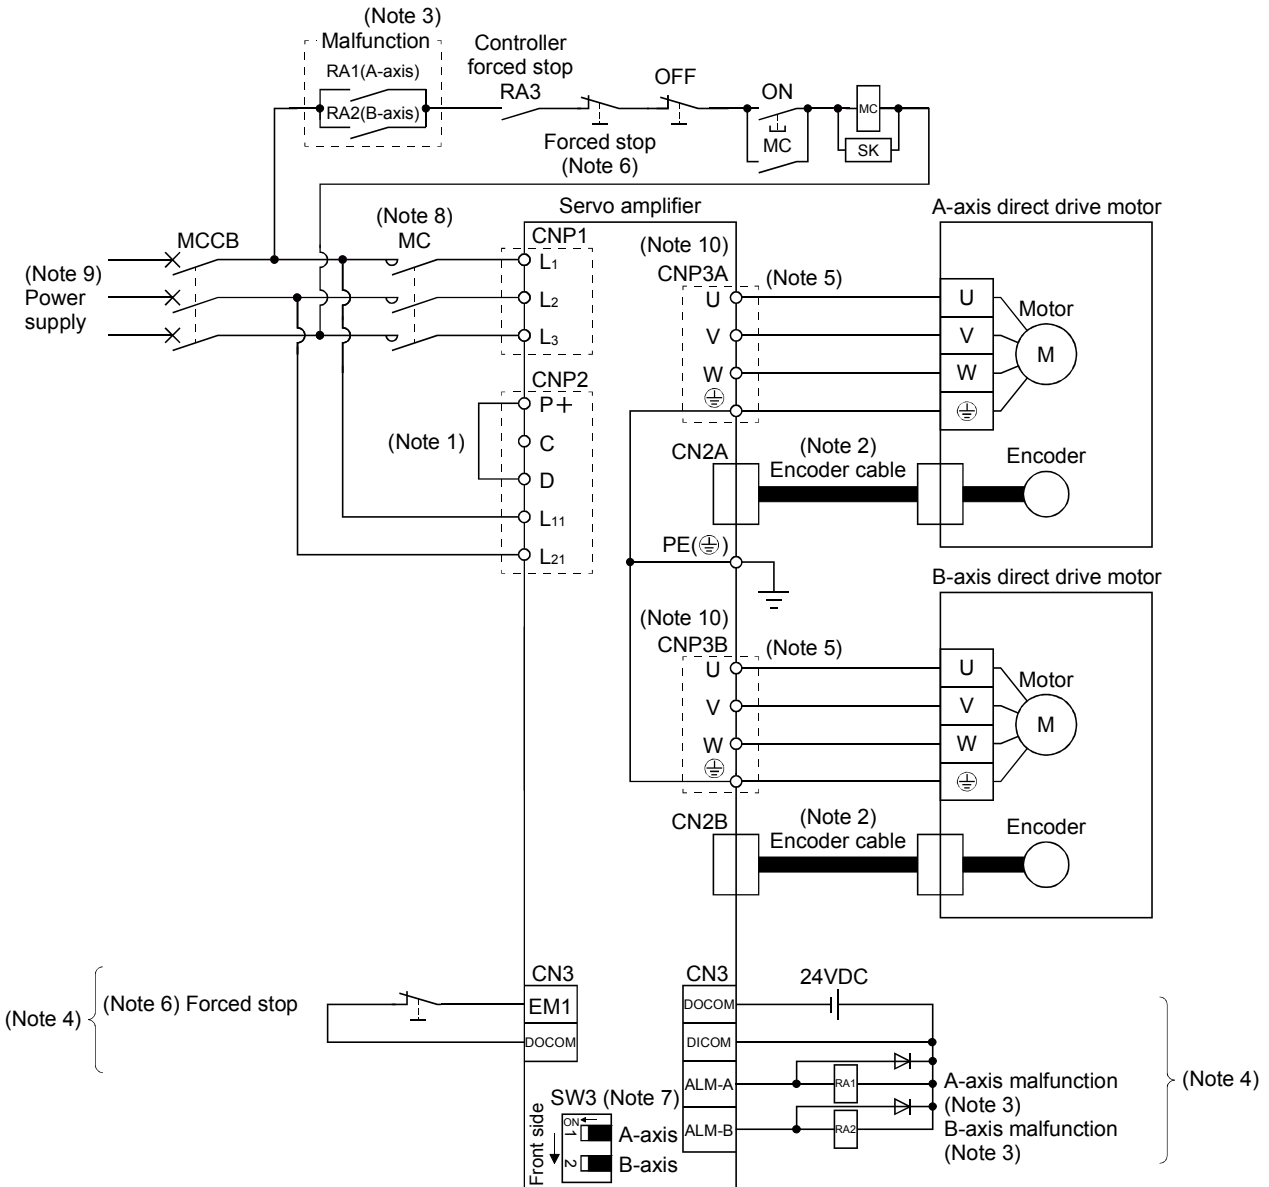 (Note 3)
Malfunction
RA1(A-axis)
RA2(B-axis)
Controller
forced stop
RA3
OFF
ON
MC
Forced stop
(Note 6)
MC
SK
Servo amplifier
A-axis direct drive motor
(Note 9)
Power
supply
MCCB
(Note 8)
MC
CNP1
L1
L2
L3
CNP2
P+
(Note 1)
C
D
L11
L21
(Note 10)
CNP3A
(Note 5)
U
V
W
U
V
W
Motor
M
CN2A
(Note 2)
Encoder cable
Encoder
PE( )
B-axis direct drive motor
(Note 10)
CNP3B
(Note 5)
U
V
W
U
V
W
Motor
M
CN2B
(Note 2)
Encoder cable
Encoder
(Note 4)
(Note 6) Forced stop
CN3
EM1
DOCOM
CN3
DOCOM
DICOM
ALM-A
ALM-B
24VDC
RA1
RA2
A-axis malfunction
(Note 3)
B-axis malfunction
(Note 3)
(Note 4)
SW3 (Note 7)
Front side
ON
1
2
A-axis
B-axis